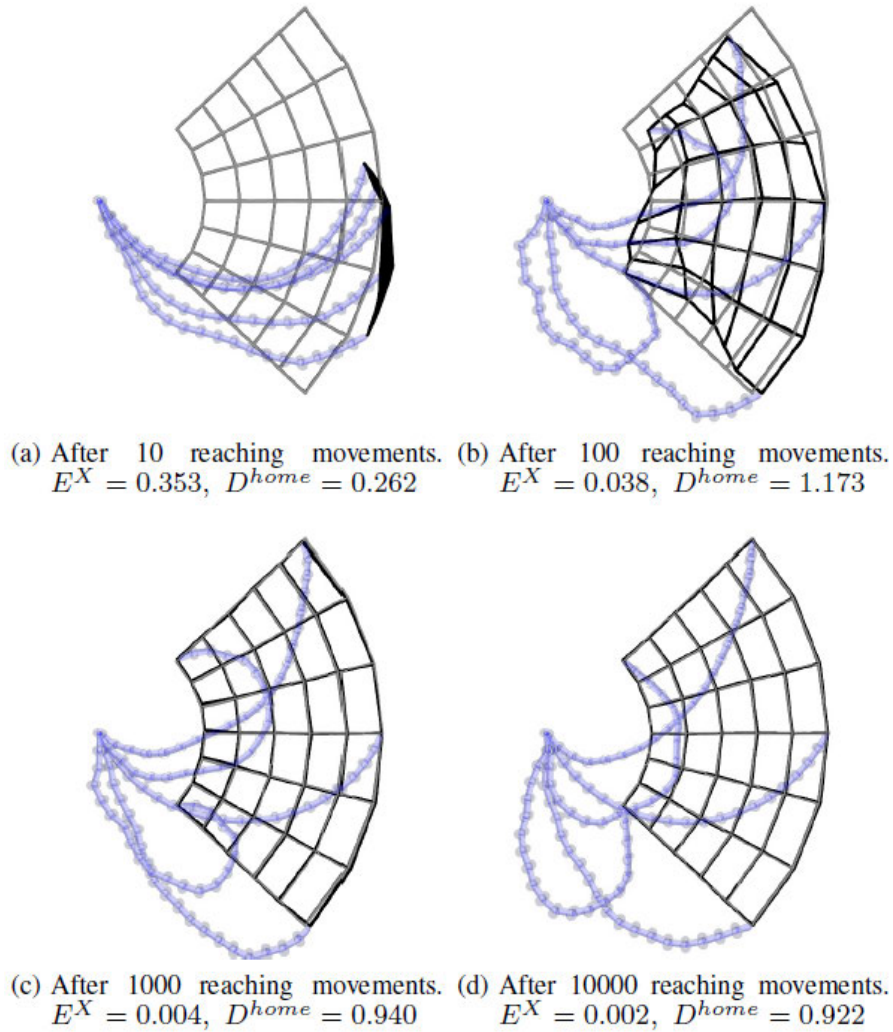 (a) After 10 reaching movements.
E^X = 0.353, D^home = 0.262
(b) After 100 reaching movements.
E^X = 0.038, D^home = 1.173
(c) After 1000 reaching movements.
E^X = 0.004, D^home = 0.940
(d) After 10000 reaching movements.
E^X = 0.002, D^home = 0.922